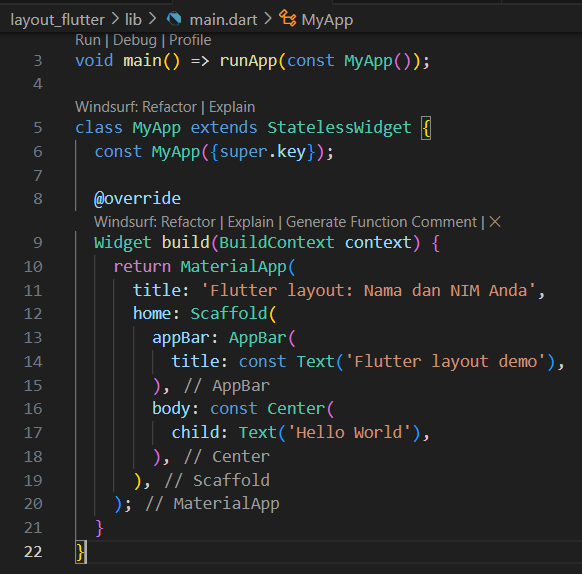 layout_flutter > lib > main.dart > MyApp
Run | Debug | Profile
3 void main() => runApp(const MyApp());
4
Windsurf: Refactor | Explain
5 class MyApp extends StatelessWidget {
6 const MyApp({super.key});
7
8 @override
Windsurf: Refactor | Explain | Generate Function Comment | ×
9 Widget build(BuildContext context) {
10 return MaterialApp(
11 title: 'Flutter layout: Nama dan NIM Anda',
12 home: Scaffold(
13 appBar: AppBar(
14 title: const Text('Flutter layout demo'),
15 ), // AppBar
16 body: const Center(
17 child: Text('Hello World'),
18 ), // Center
19 ), // Scaffold
20 ); // MaterialApp
21 }
22 }